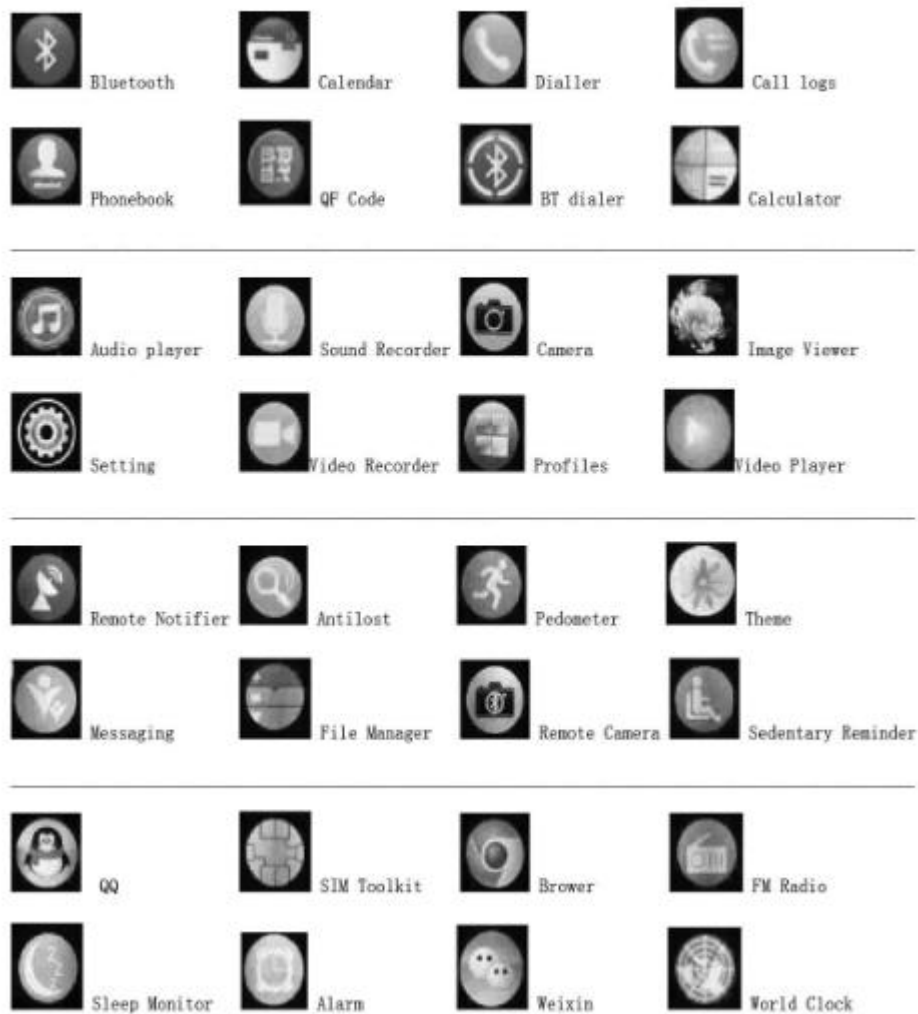 Bluetooth Calendar Dialler Call logs
Phonebook QF Code BT dialer Calculator
Audio player Sound Recorder Camera Image Viewer
Setting Video Recorder Profiles Video Player
Remote Notifier Antilost Pedometer Theme
Messaging File Manager Remote Camera Sedentary Reminder
QQ SIM Toolkit Brower FM Radio
Sleep Monitor Alarm Weixin World Clock